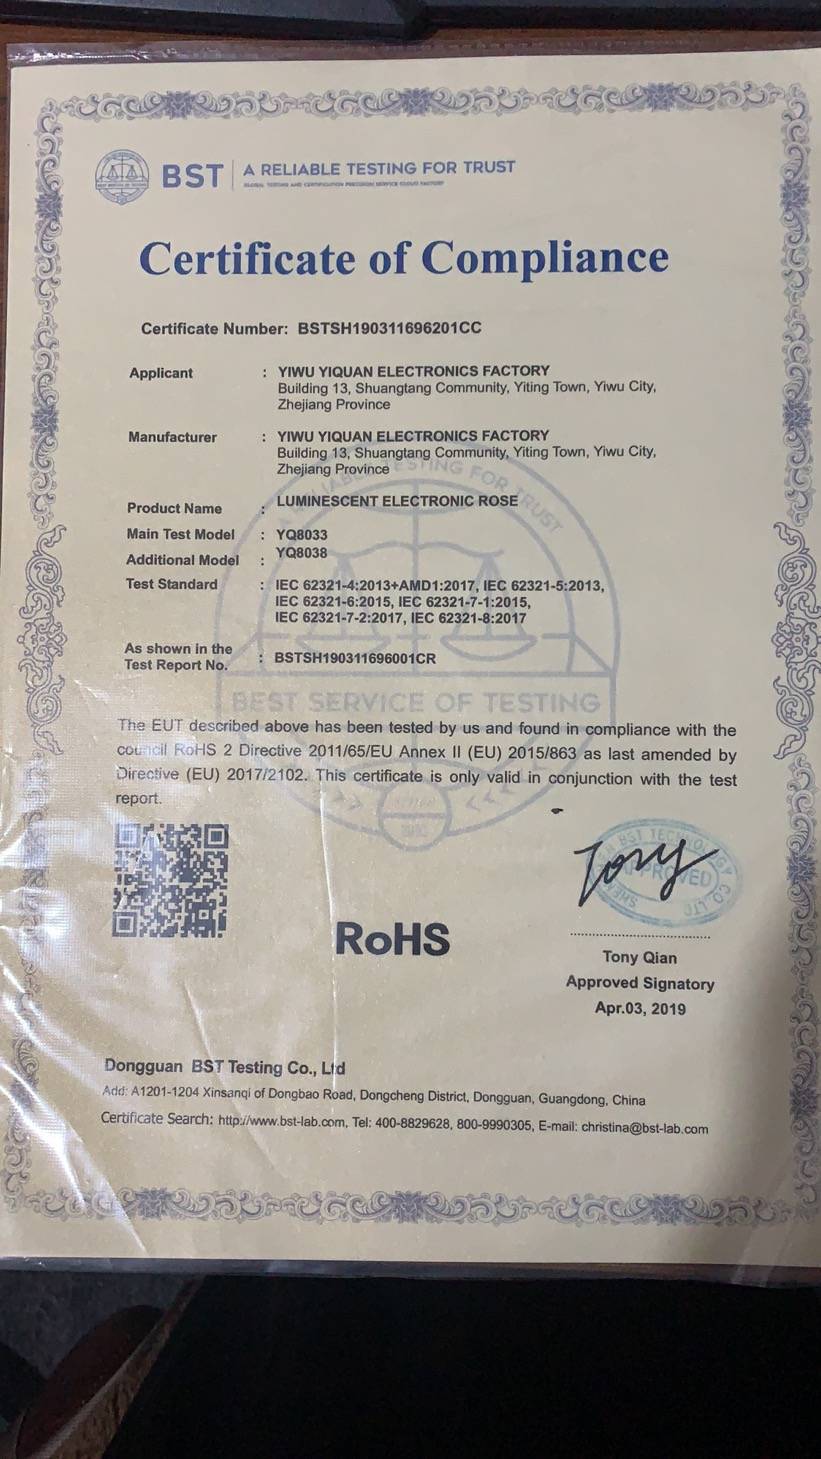 BST
A RELIABLE TESTING FOR TRUST
Certificate of Compliance
Certificate Number: BSTSH190311696201CC
Applicant : YIWU YIQUAN ELECTRONICS FACTORY
Building 13, Shuangtang Community, Yiting Town, Yiwu City,
Zhejiang Province
Manufacturer : YIWU YIQUAN ELECTRONICS FACTORY
Building 13, Shuangtang Community, Yiting Town, Yiwu City,
Zhejiang Province
A RELIABLE TESTING FOR TRUST
Product Name : LUMINESCENT ELECTRONIC ROSE
Main Test Model : YQ8033
Additional Model : YQ8038
Test Standard : IEC 62321-4:2013+AMD1:2017, IEC 62321-5:2013,
IEC 62321-6:2015, IEC 62321-7-1:2015,
IEC 62321-7-2:2017, IEC 62321-8:2017
As shown in the
Test Report No. : BSTSH190311696001CR
BEST SERVICE OF TESTING
The EUT described above has been tested by us and found in compliance with the
council RoHS 2 Directive 2011/65/EU Annex II (EU) 2015/863 as last amended by
Directive (EU) 2017/2102. This certificate is only valid in conjunction with the test
report.
BST TECHNOLOGY CO.,LTD
APPROVED
Tony
RoHS
Tony Qian
Approved Signatory
Apr.03, 2019
Dongguan BST Testing Co., Ltd
Add: A1201-1204 Xinsanqi of Dongbao Road, Dongcheng District, Dongguan, Guangdong, China
Certificate Search: http://www.bst-lab.com, Tel: 400-8829628, 800-9990305, E-mail: christina@bst-lab.com